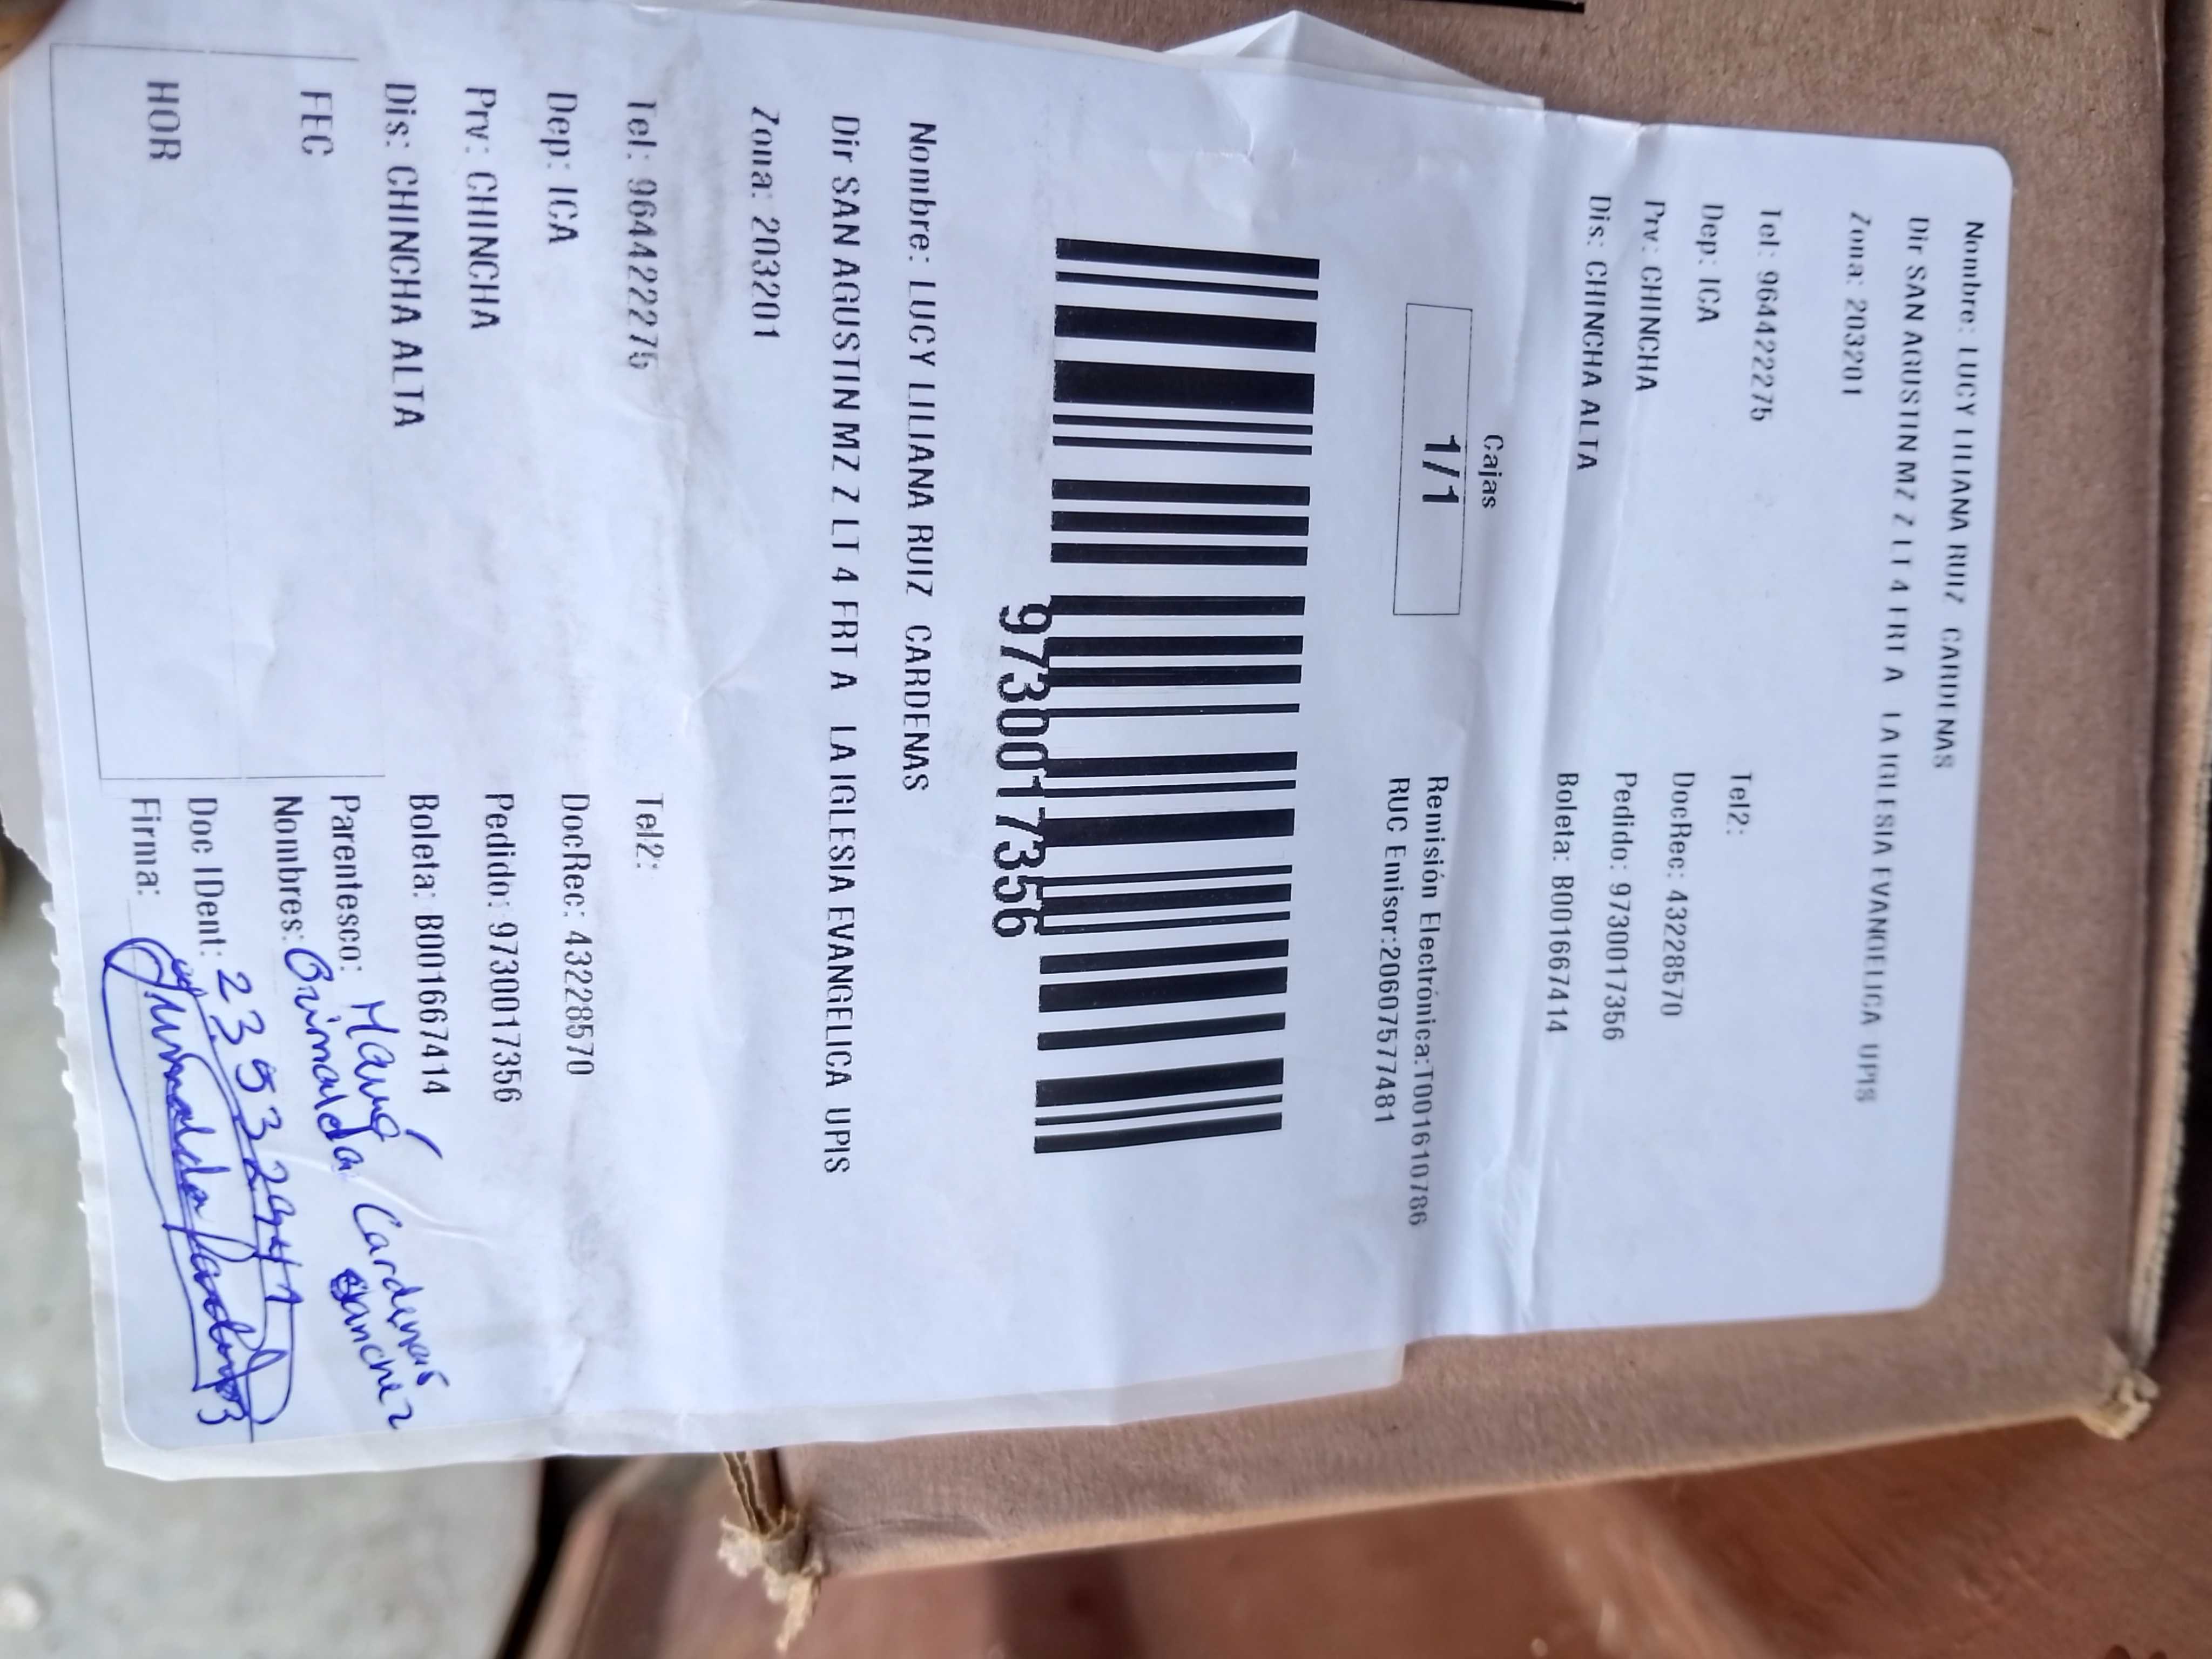 Nombre: LUCY LILIANA RUIZ CARDENAS
Dir SAN AGUSTIN MZ Z LT 4 FRT A LA IGLESIA EVANGELICA UPIS
Zona: 203201
Tel: 964422275 Tel2:
Dep: ICA DocRec: 43228570
Prv: CHINCHA Pedido: 9730017356
Dis: CHINCHA ALTA Boleta: B001667414
Cajas
1/1
Remisión Electrónica:T001610786
RUC Emisor:20607577481
9730017356
Nombre: LUCY LILIANA RUIZ CARDENAS
Dir SAN AGUSTIN MZ Z LT 4 FRT A LA IGLESIA EVANGELICA UPIS
Zona: 203201
Tel: 964422275 Tel2:
Dep: ICA DocRec: 43228570
Prv: CHINCHA Pedido: 9730017356
Dis: CHINCHA ALTA Boleta: B001667414
FEC
HOR
Parentesco: Mamá
Nombres: Grimalda Cardenas Sanchez
Doc IDent:
Firma: